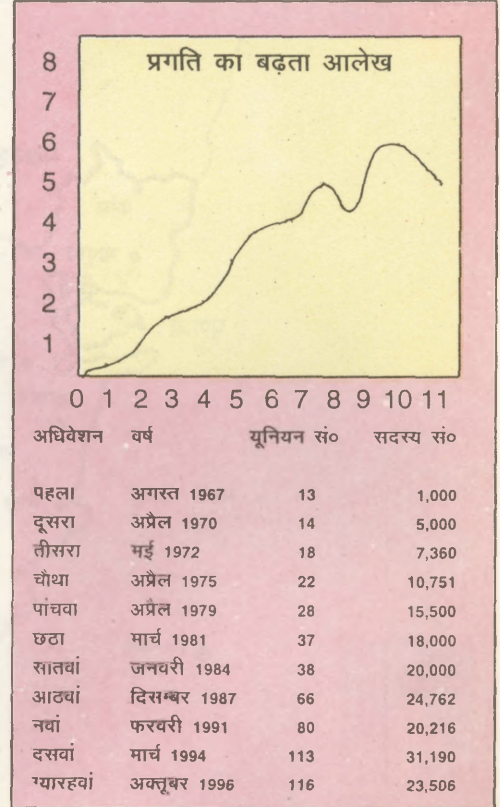 प्रगति का बढ़ता आलेख
8
7
6
5
4
3
2
1
0 1 2 3 4 5 6 7 8 9 10 11
अधिवेशन वर्ष यूनियन सं० सदस्य सं०
पहला अगस्त 1967 13 1,000
दूसरा अप्रैल 1970 14 5,000
तीसरा मई 1972 18 7,360
चौथा अप्रैल 1975 22 10,751
पांचवा अप्रैल 1979 28 15,500
छठा मार्च 1981 37 18,000
सातवां जनवरी 1984 38 20,000
आठवां दिसम्बर 1987 66 24,762
नवां फरवरी 1991 80 20,216
दसवां मार्च 1994 113 31,190
ग्यारहवां अक्तूबर 1996 116 23,506